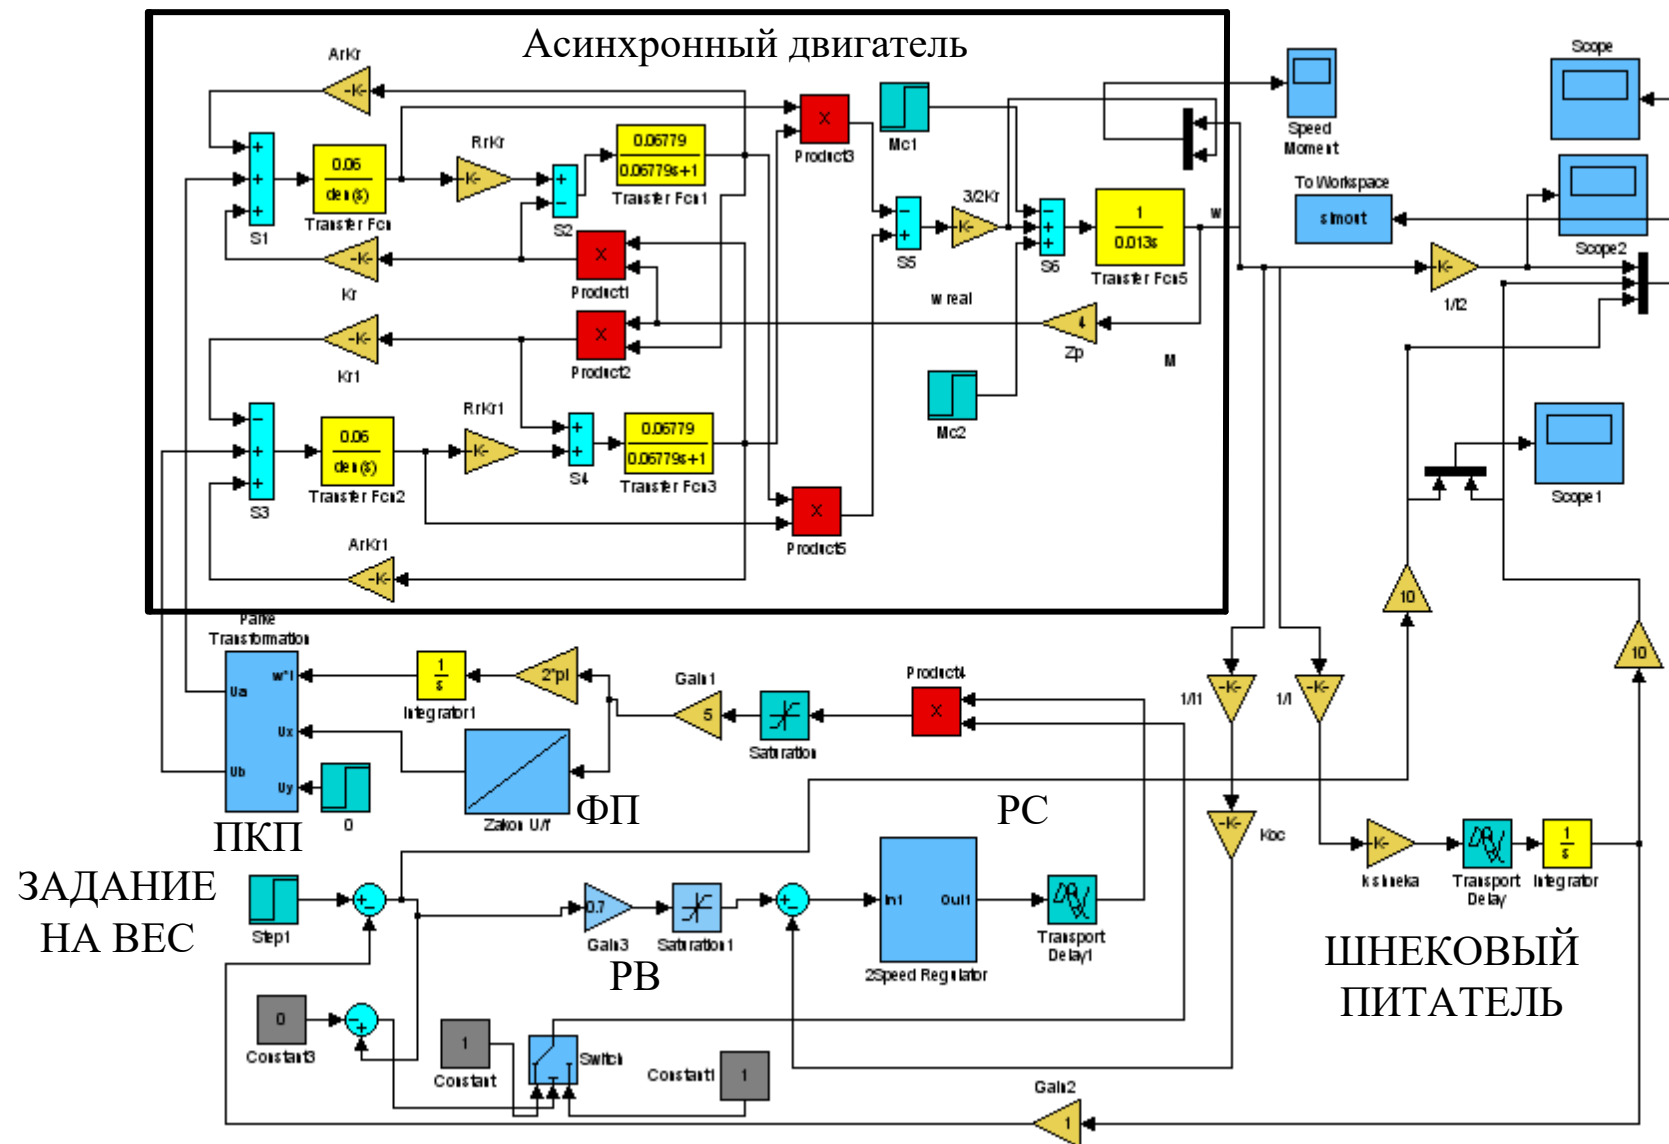 Асинхронный двигатель
ArKr
-K-
S1
0.06
den(s)
Transfer Fcn
RrKr
-K-
S2
0.06779
0.06779s+1
Transfer Fcn1
X
Product3
Mc1
Speed
Moment
Scope
To Workspace
simout
Scope2
-K-
Kr
X
Product1
S5
3/2Kr
-K-
S6
1
0.013s
Transfer Fcn5
w
w real
-K-
1/i2
-K-
Kr1
X
Product2
4
Zp
M
S3
0.06
den(s)
Transfer Fcn2
RrKr1
-K-
S4
0.06779
0.06779s+1
Transfer Fcn3
Mc2
X
Product5
Scope1
ArKr1
-K-
10
10
Parke
Transformation
w*t
Ua
Ux
Ub
Uy
1
s
Integrator1
2*pi
Gain1
5
Saturation
Product4
X
1/i1
-K-
1/i
-K-
0
Zakon U/f
ФП
РС
ПКП
-K-
Koc
-K-
k shneka
Transport
Delay
1
s
Integrator
ЗАДАНИЕ
НА ВЕС
Step1
0.7
Gain3
Saturation1
РВ
In1
Out1
2Speed Regulator
Transport
Delay1
ШНЕКОВЫЙ
ПИТАТЕЛЬ
0
Constant3
1
Constant
Switch
Constant1
1
Gain2
1